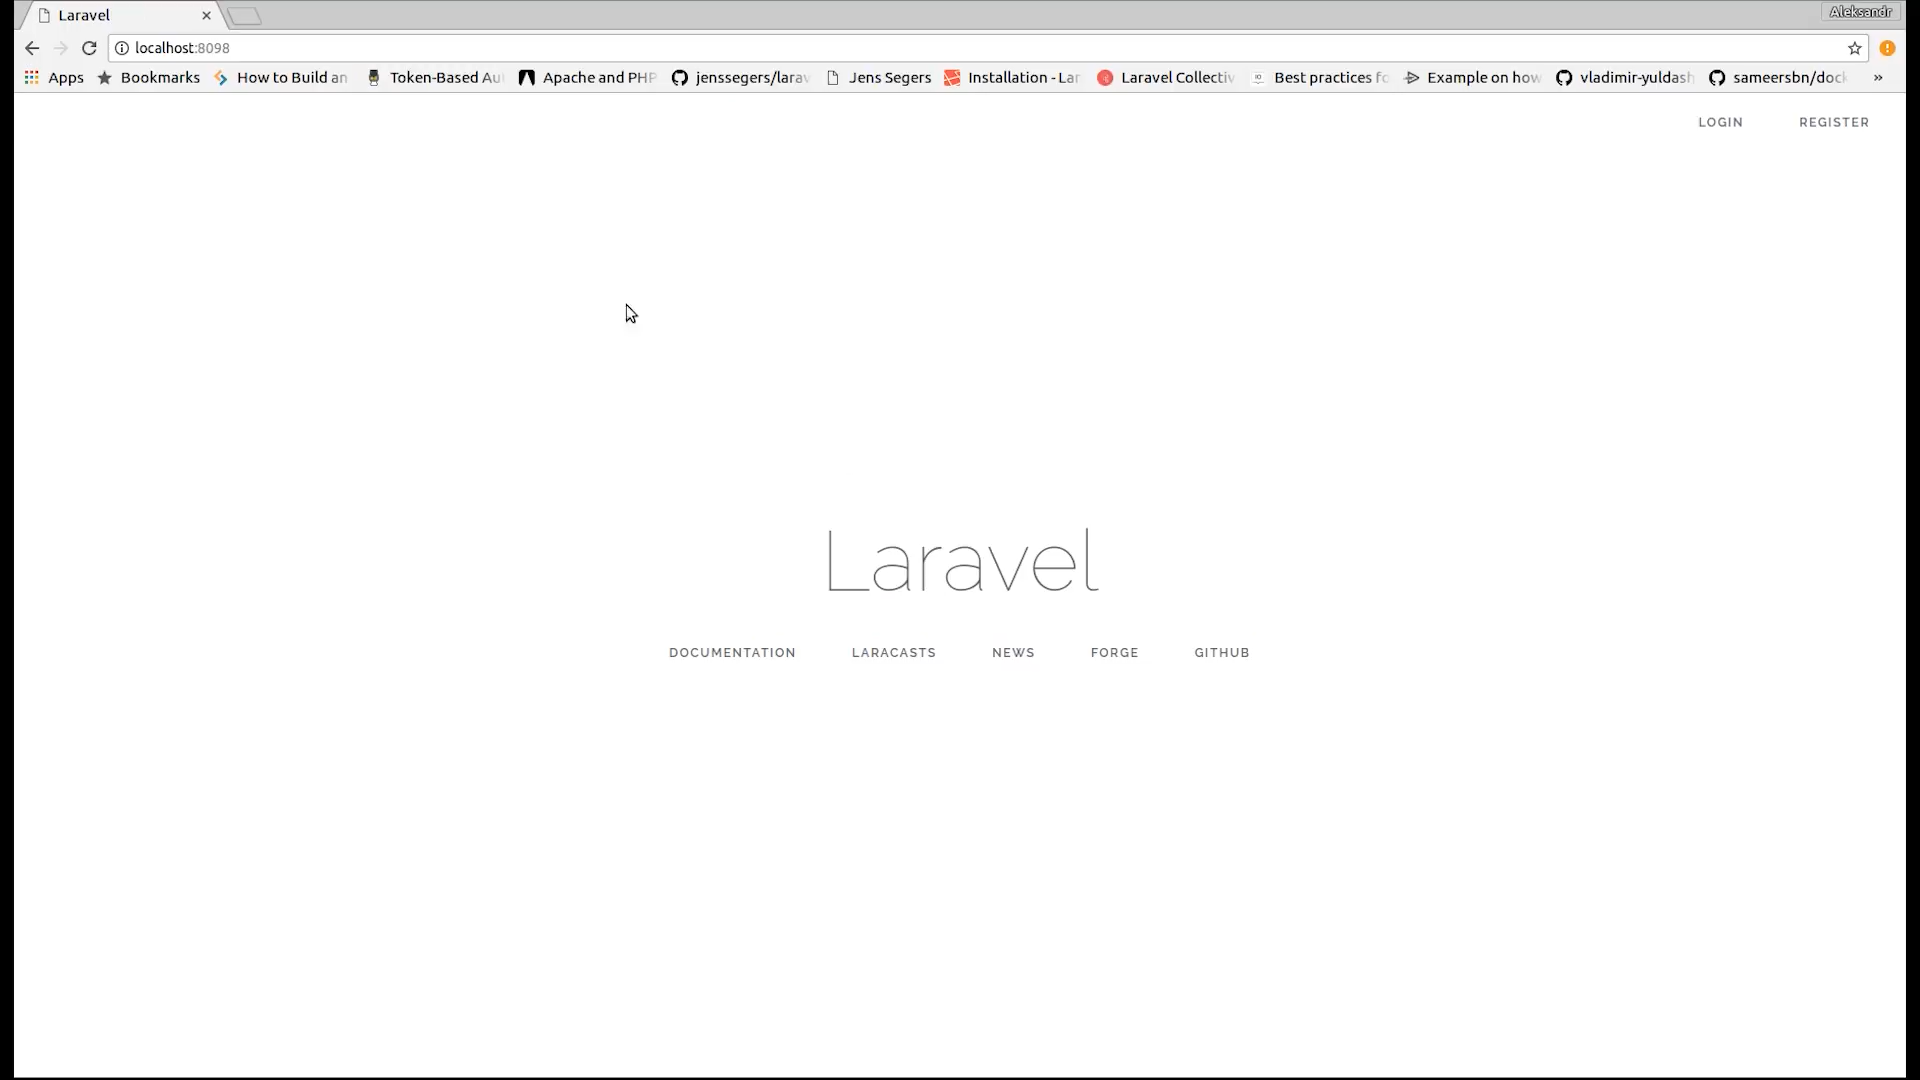 Laravel
Aleksandr
localhost:8098
Apps Bookmarks How to Build an Token-Based Au Apache and PHP jenssegers/larav Jens Segers Installation - Lar Laravel Collectiv Best practices fo Example on how vladimir-yuldash sameersbn/dock »
LOGIN REGISTER
Laravel
DOCUMENTATION LARACASTS NEWS FORGE GITHUB